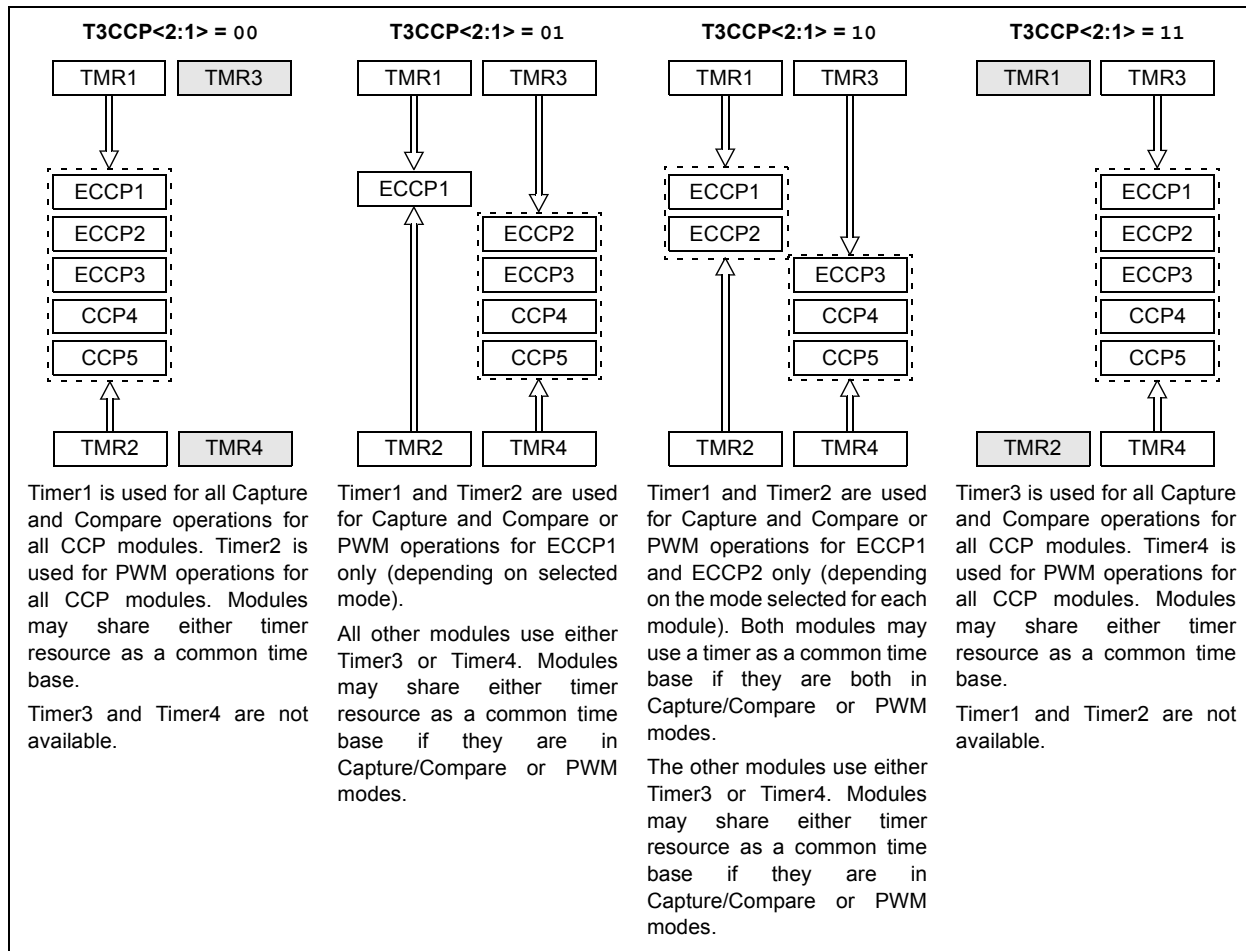 T3CCP<2:1> = 00
TMR1 TMR3
ECCP1
ECCP2
ECCP3
CCP4
CCP5
TMR2 TMR4
Timer1 is used for all Capture
and Compare operations for
all CCP modules. Timer2 is
used for PWM operations for
all CCP modules. Modules
may share either timer
resource as a common time
base.
Timer3 and Timer4 are not
available.
T3CCP<2:1> = 01
TMR1 TMR3
ECCP1
ECCP2
ECCP3
CCP4
CCP5
TMR2 TMR4
Timer1 and Timer2 are used
for Capture and Compare or
PWM operations for ECCP1
only (depending on selected
mode).
All other modules use either
Timer3 or Timer4. Modules
may share either timer
resource as a common time
base if they are in
Capture/Compare or PWM
modes.
T3CCP<2:1> = 10
TMR1 TMR3
ECCP1
ECCP2
ECCP3
CCP4
CCP5
TMR2 TMR4
Timer1 and Timer2 are used
for Capture and Compare or
PWM operations for ECCP1
and ECCP2 only (depending
on the mode selected for each
module). Both modules may
use a timer as a common time
base if they are both in
Capture/Compare or PWM
modes.
The other modules use either
Timer3 or Timer4. Modules
may share either timer
resource as a common time
base if they are in
Capture/Compare or PWM
modes.
T3CCP<2:1> = 11
TMR1 TMR3
ECCP1
ECCP2
ECCP3
CCP4
CCP5
TMR2 TMR4
Timer3 is used for all Capture
and Compare operations for
all CCP modules. Timer4 is
used for PWM operations for
all CCP modules. Modules
may share either timer
resource as a common time
base.
Timer1 and Timer2 are not
available.